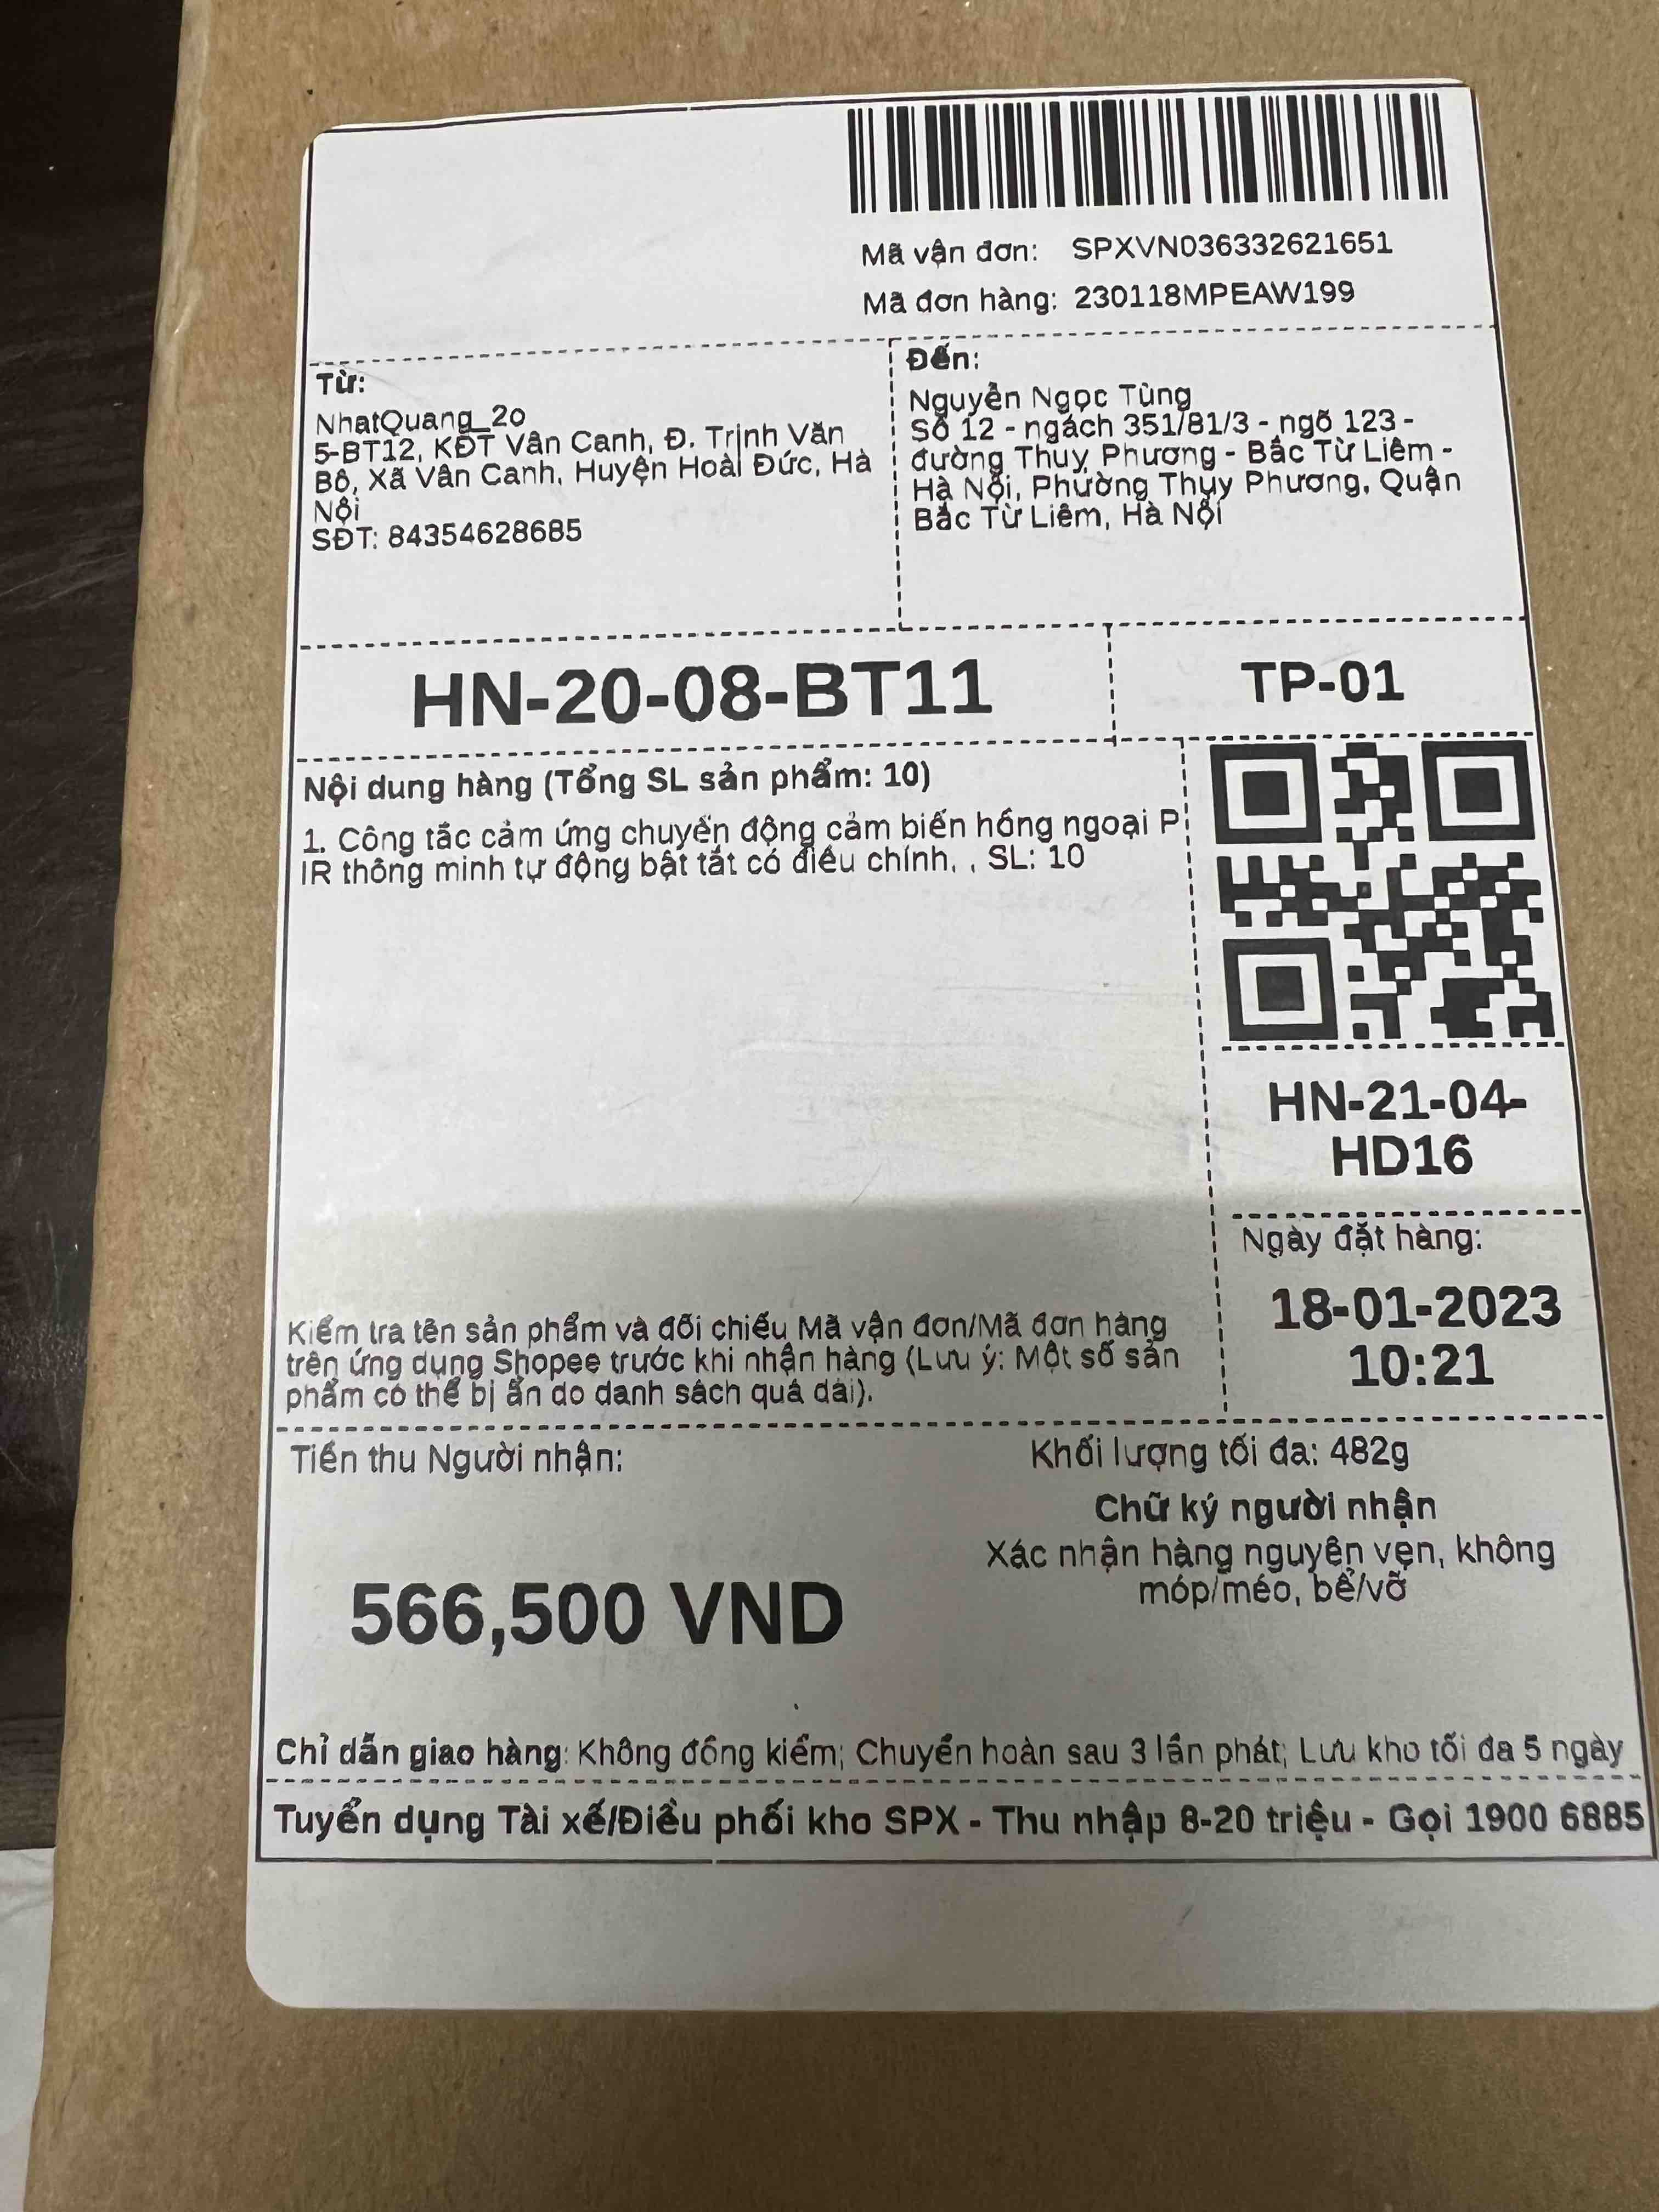 Mã vận đơn: SPXVN036332621651
Mã đơn hàng: 230118MPEAW199
Từ:
NhatQuang_2o
5-BT12, KĐT Vân Canh, Đ. Trịnh Văn
Bô, Xã Vân Canh, Huyện Hoài Đức, Hà
Nội
SĐT: 84354628685
Đến:
Nguyễn Ngọc Tùng
Số 12 - ngách 351/81/3 - ngõ 123 -
đường Thuỵ Phương - Bắc Từ Liêm -
Hà Nội, Phường Thụy Phương, Quận
Bắc Từ Liêm, Hà Nội
HN-20-08-BT11
TP-01
Nội dung hàng (Tổng SL sản phẩm: 10)
1. Công tắc cảm ứng chuyển động cảm biến hồng ngoại P
IR thông minh tự động bật tắt có điều chỉnh, , SL: 10
HN-21-04-
HD16
Ngày đặt hàng:
18-01-2023
10:21
Kiểm tra tên sản phẩm và đối chiếu Mã vận đơn/Mã đơn hàng
trên ứng dụng Shopee trước khi nhận hàng (Lưu ý: Một số sản
phẩm có thể bị ẩn do danh sách quá dài).
Tiền thu Người nhận:
566,500 VND
Khối lượng tối đa: 482g
Chữ ký người nhận
Xác nhận hàng nguyên vẹn, không
móp/méo, bể/vỡ
Chỉ dẫn giao hàng: Không đồng kiểm; Chuyển hoàn sau 3 lần phát; Lưu kho tối đa 5 ngày
Tuyển dụng Tài xế/Điều phối kho SPX - Thu nhập 8-20 triệu - Gọi 1900 6885